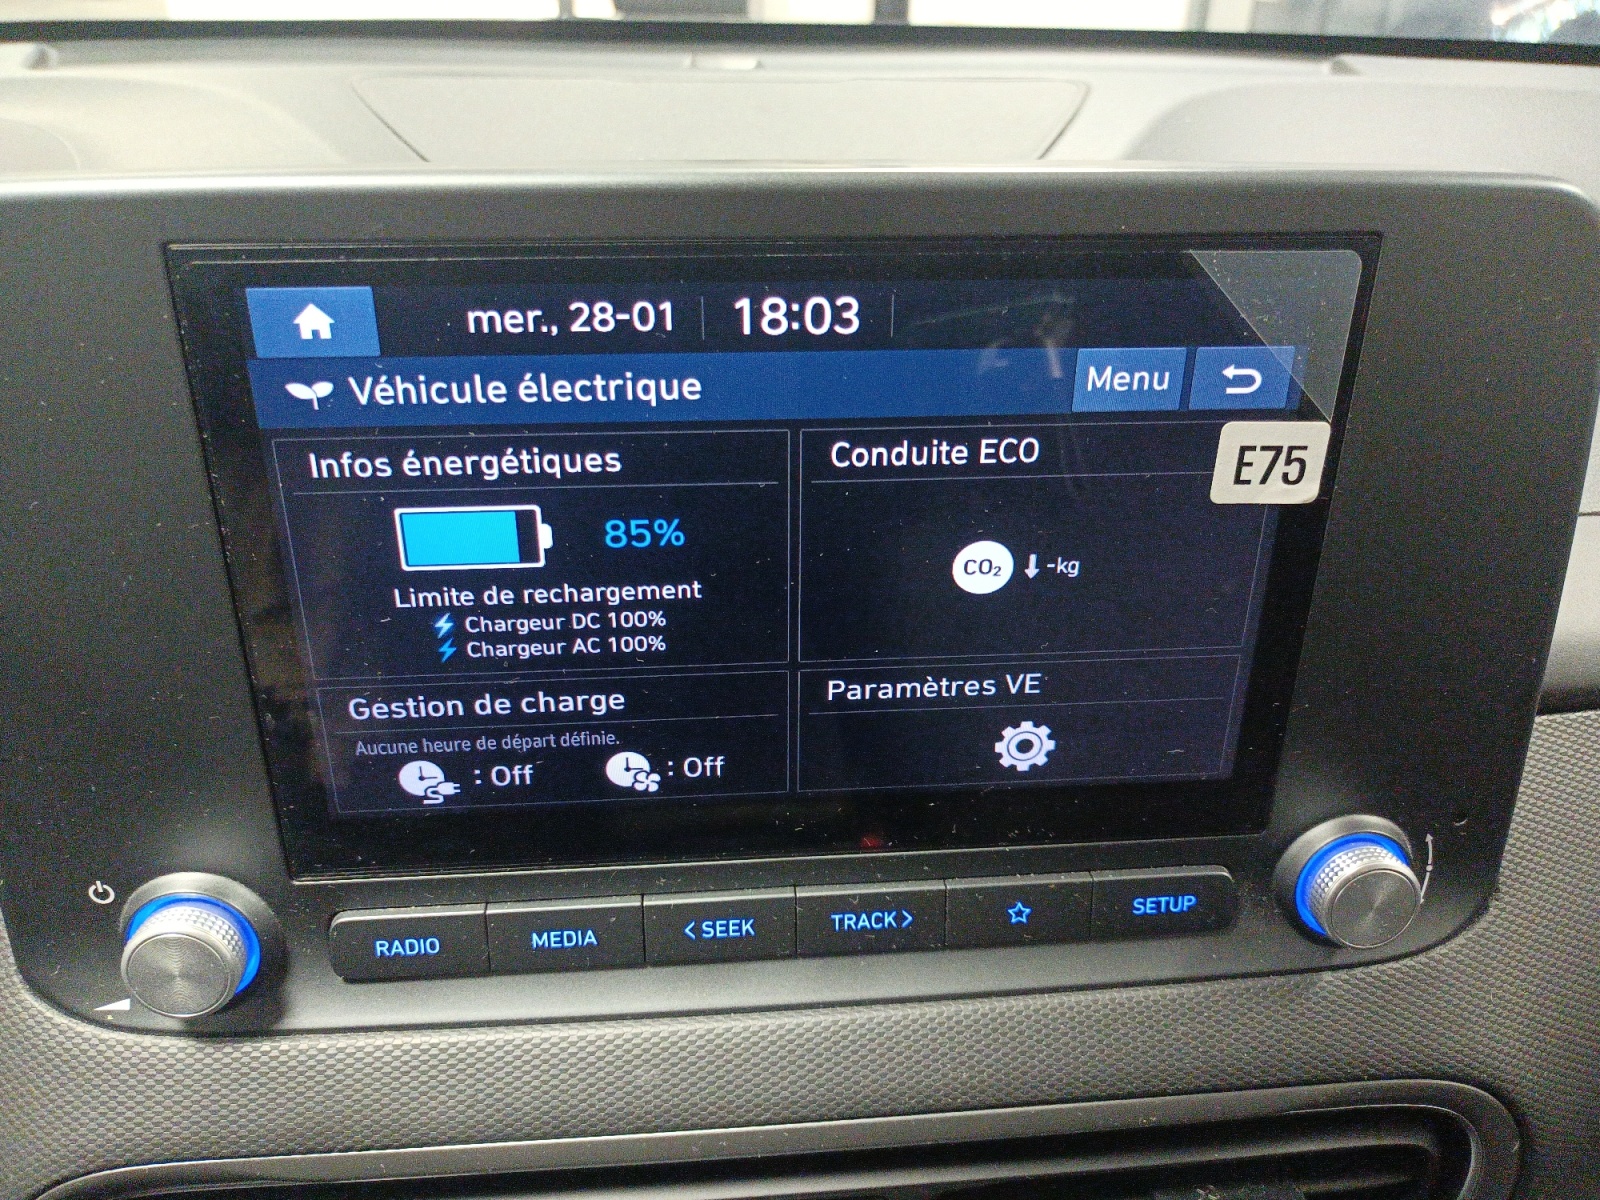 mer., 28-01 18:03
Véhicule électrique
Menu
Infos énergétiques
85%
Limite de rechargement
Chargeur DC 100%
Chargeur AC 100%
Conduite ECO
E75
CO₂ -kg
Gestion de charge
Aucune heure de départ définie.
: Off : Off
Paramètres VE
RADIO MEDIA < SEEK TRACK > SETUP